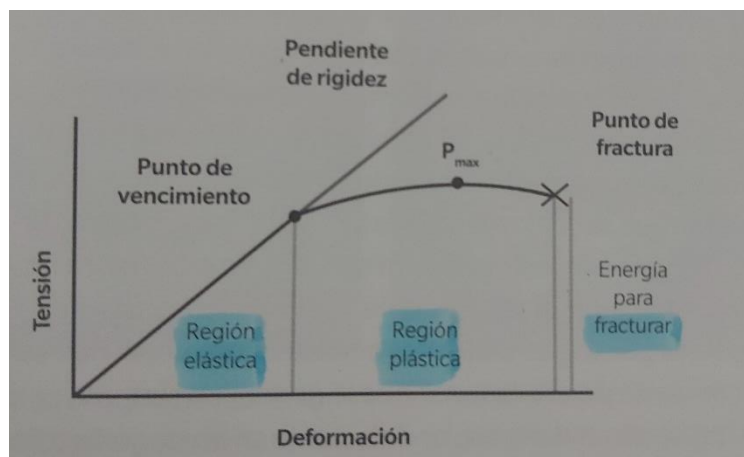 Pendiente
de rigidez
Punto de
fractura
P max
Punto de
vencimiento
Tensión
Energía
para
fracturar
Región
elástica
Región
plástica
Deformación